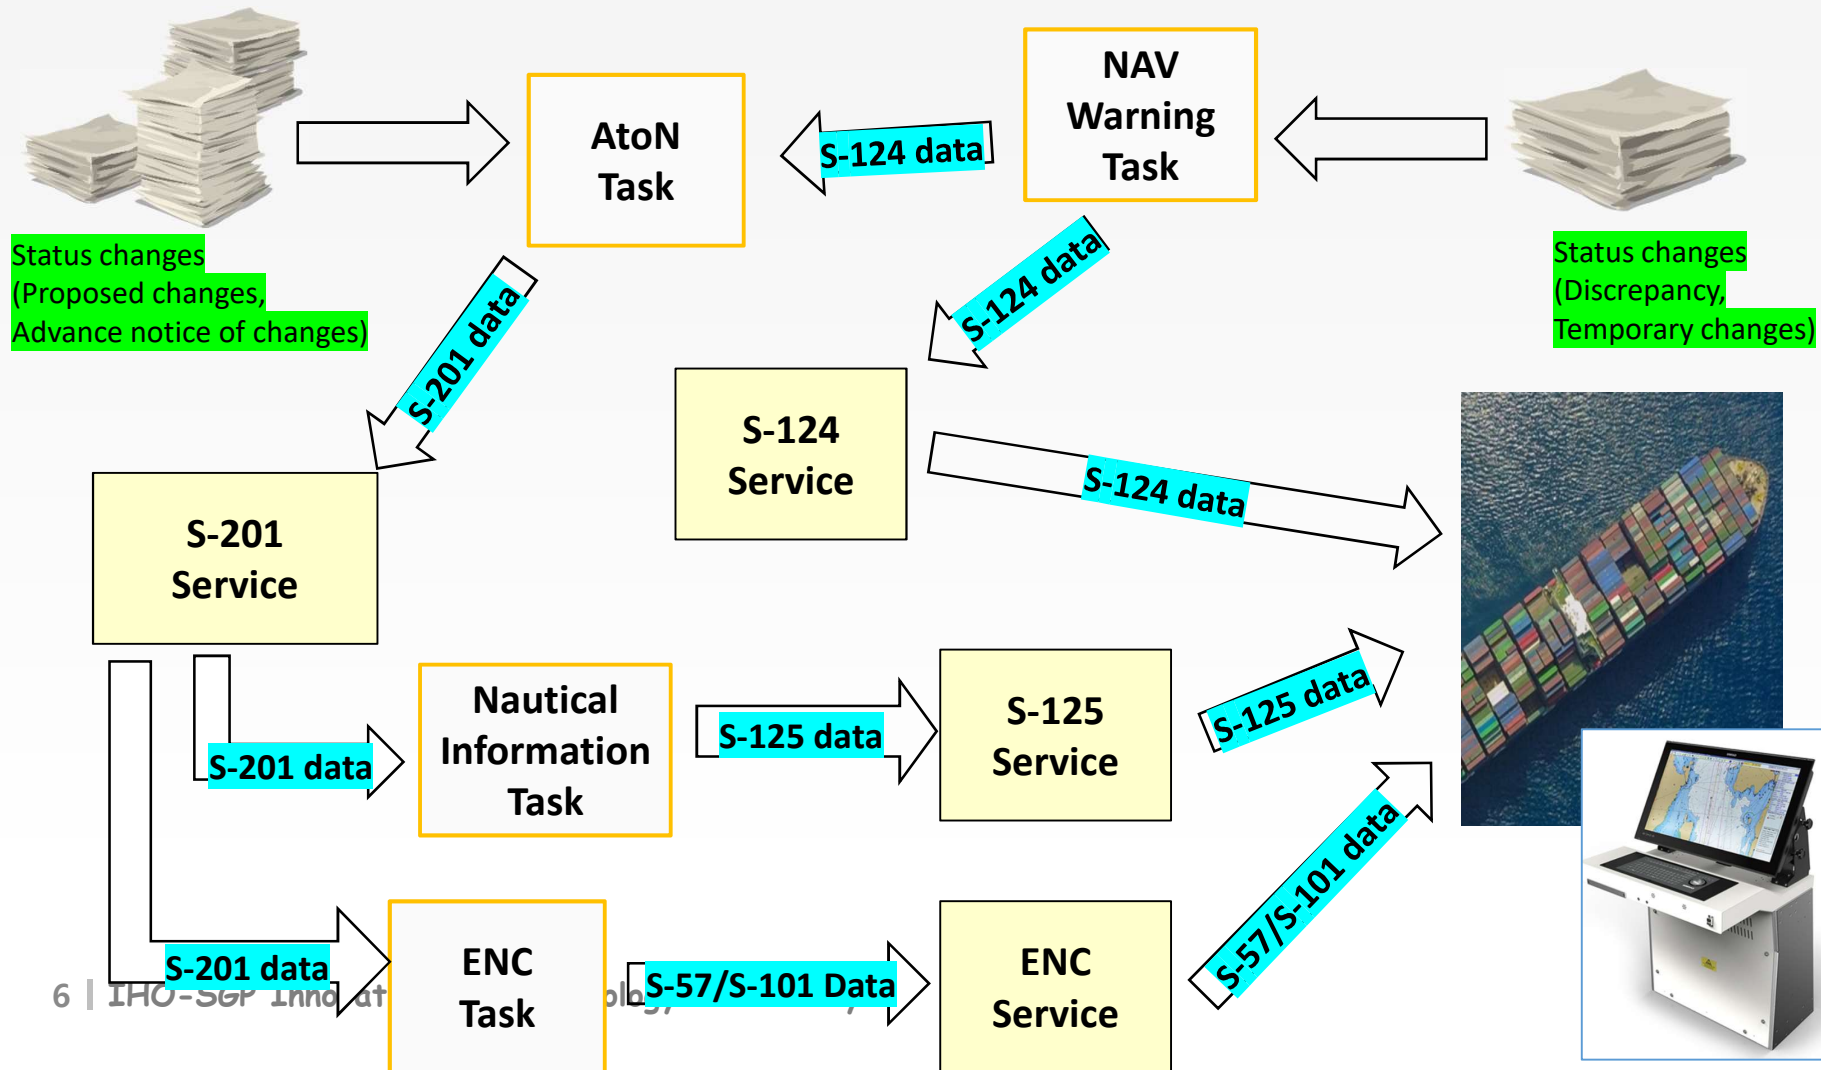 NAV
Warning
Task
AtoN
Task
S-124 data
Status changes
(Proposed changes,
Advance notice of changes)
Status changes
(Discrepancy,
Temporary changes)
S-201 data
S-124 data
S-124
Service
S-124 data
S-201
Service
Nautical
Information
Task
S-201 data
S-125 data
S-125
Service
S-125 data
S-201 data
ENC
Task
S-57/S-101 Data
ENC
Service
S-57/S-101 data
6 | IHO-SGP